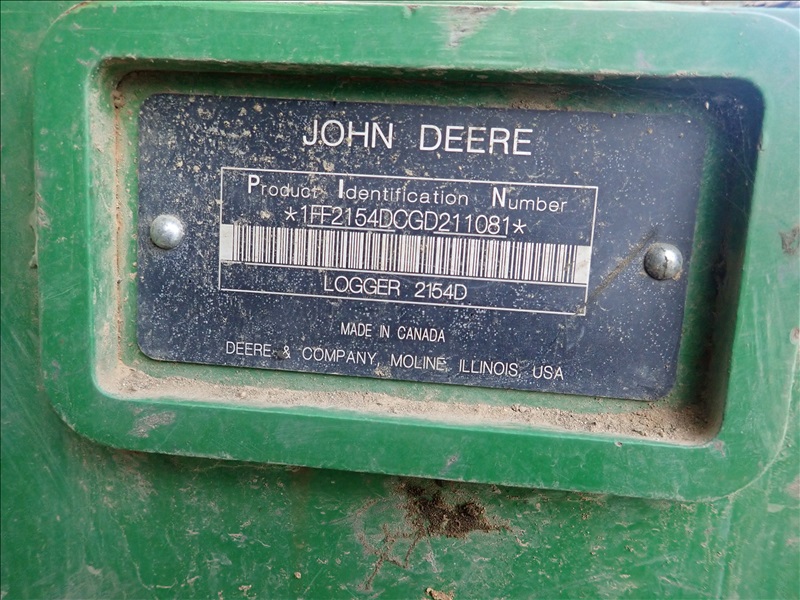 JOHN DEERE
Product Identification Number
*1FF2154DCGD211081*
LOGGER 2154D
MADE IN CANADA
DEERE & COMPANY, MOLINE, ILLINOIS, USA